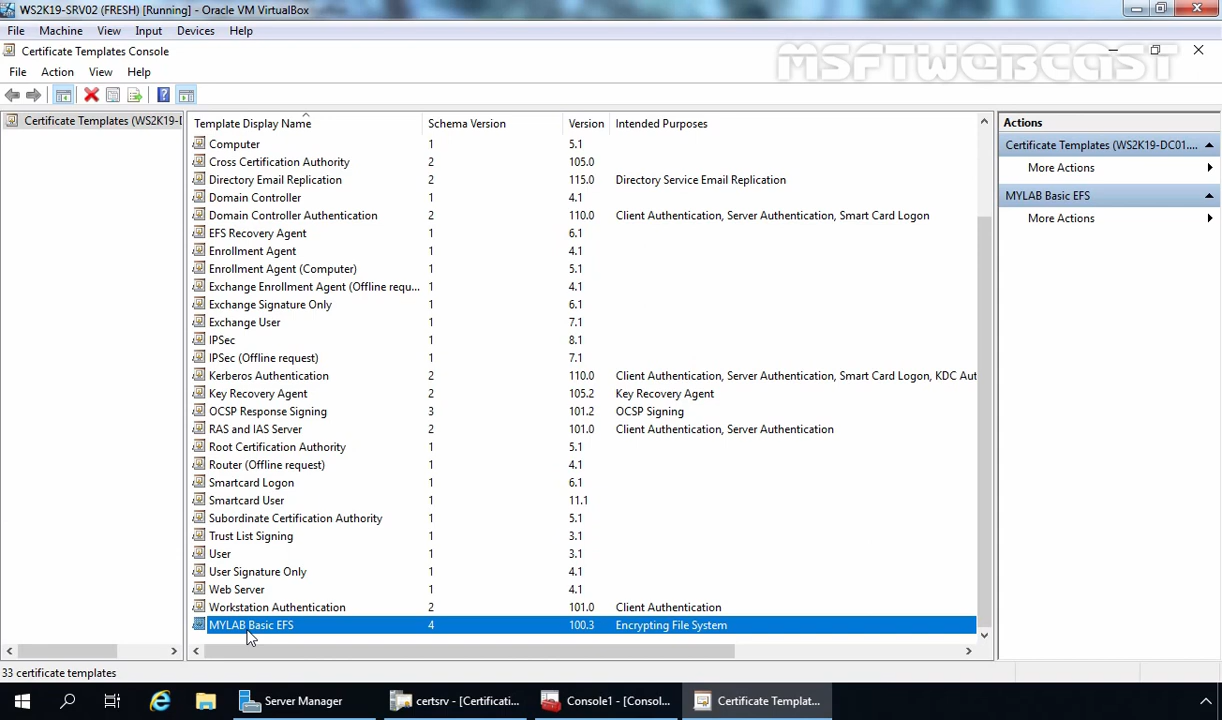 WS2K19-SRV02 (FRESH) [Running] - Oracle VM VirtualBox
File Machine View Input Devices Help
Certificate Templates Console
MSFTWEBCAST
File Action View Help
Certificate Templates (WS2K19-D
Template Display Name Schema Version Version Intended Purposes
Computer 1 5.1
Cross Certification Authority 2 105.0
Directory Email Replication 2 115.0 Directory Service Email Replication
Domain Controller 1 4.1
Domain Controller Authentication 2 110.0 Client Authentication, Server Authentication, Smart Card Logon
EFS Recovery Agent 1 6.1
Enrollment Agent 1 4.1
Enrollment Agent (Computer) 1 5.1
Exchange Enrollment Agent (Offline requ... 1 4.1
Exchange Signature Only 1 6.1
Exchange User 1 7.1
IPSec 1 8.1
IPSec (Offline request) 1 7.1
Kerberos Authentication 2 110.0 Client Authentication, Server Authentication, Smart Card Logon, KDC Aut
Key Recovery Agent 2 105.2 Key Recovery Agent
OCSP Response Signing 3 101.2 OCSP Signing
RAS and IAS Server 2 101.0 Client Authentication, Server Authentication
Root Certification Authority 1 5.1
Router (Offline request) 1 4.1
Smartcard Logon 1 6.1
Smartcard User 1 11.1
Subordinate Certification Authority 1 5.1
Trust List Signing 1 3.1
User 1 3.1
User Signature Only 1 4.1
Web Server 1 4.1
Workstation Authentication 2 101.0 Client Authentication
MYLAB Basic EFS 4 100.3 Encrypting File System
Actions
Certificate Templates (WS2K19-DC01....
More Actions
MYLAB Basic EFS
More Actions
33 certificate templates
Server Manager certsrv - [Certificati... Console1 - [Consol... Certificate Templat...